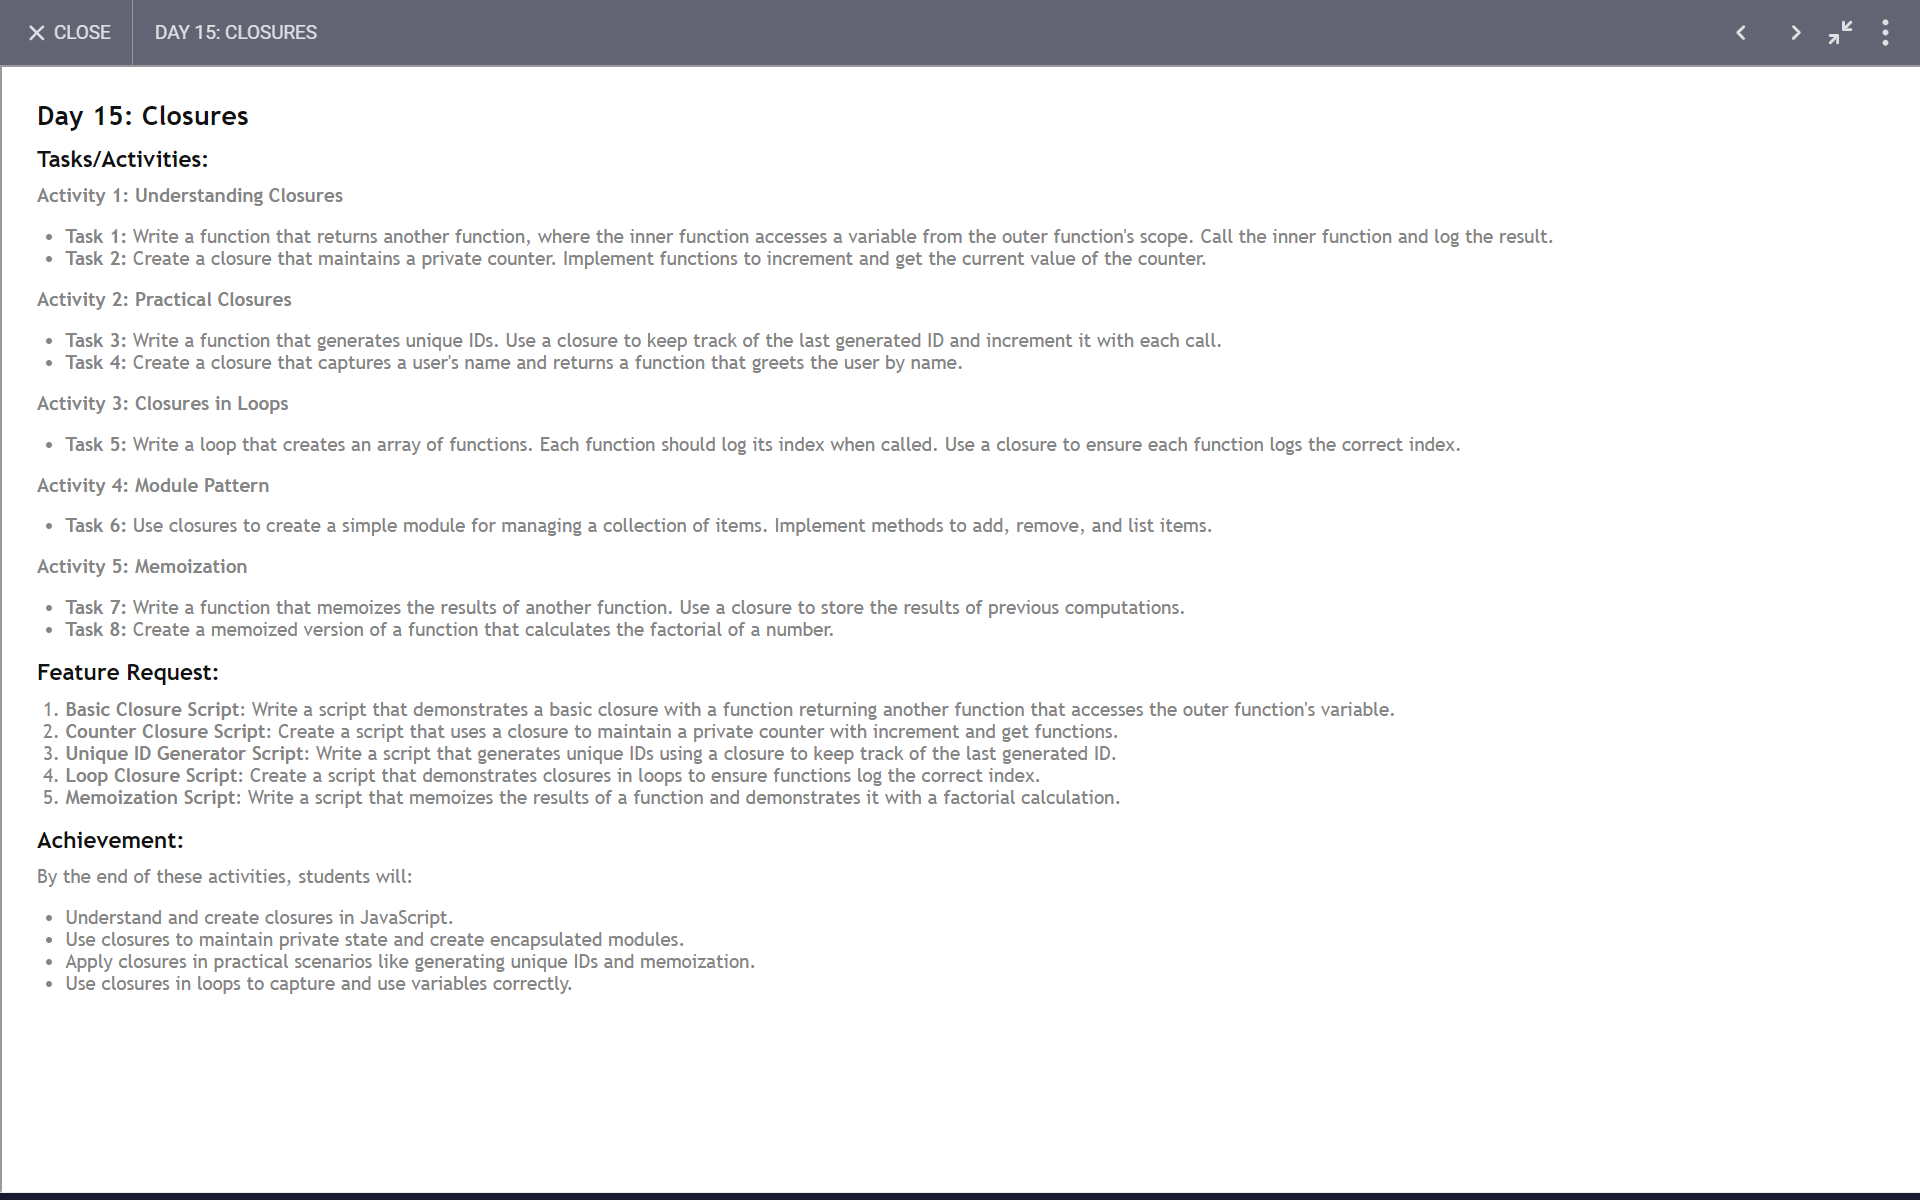 CLOSE
DAY 15: CLOSURES
Day 15: Closures
Tasks/Activities:
Activity 1: Understanding Closures
• Task 1: Write a function that returns another function, where the inner function accesses a variable from the outer function's scope. Call the inner function and log the result.
• Task 2: Create a closure that maintains a private counter. Implement functions to increment and get the current value of the counter.
Activity 2: Practical Closures
• Task 3: Write a function that generates unique IDs. Use a closure to keep track of the last generated ID and increment it with each call.
• Task 4: Create a closure that captures a user's name and returns a function that greets the user by name.
Activity 3: Closures in Loops
• Task 5: Write a loop that creates an array of functions. Each function should log its index when called. Use a closure to ensure each function logs the correct index.
Activity 4: Module Pattern
• Task 6: Use closures to create a simple module for managing a collection of items. Implement methods to add, remove, and list items.
Activity 5: Memoization
• Task 7: Write a function that memoizes the results of another function. Use a closure to store the results of previous computations.
• Task 8: Create a memoized version of a function that calculates the factorial of a number.
Feature Request:
1. Basic Closure Script: Write a script that demonstrates a basic closure with a function returning another function that accesses the outer function's variable.
2. Counter Closure Script: Create a script that uses a closure to maintain a private counter with increment and get functions.
3. Unique ID Generator Script: Write a script that generates unique IDs using a closure to keep track of the last generated ID.
4. Loop Closure Script: Create a script that demonstrates closures in loops to ensure functions log the correct index.
5. Memoization Script: Write a script that memoizes the results of a function and demonstrates it with a factorial calculation.
Achievement:
By the end of these activities, students will:
• Understand and create closures in JavaScript.
• Use closures to maintain private state and create encapsulated modules.
• Apply closures in practical scenarios like generating unique IDs and memoization.
• Use closures in loops to capture and use variables correctly.